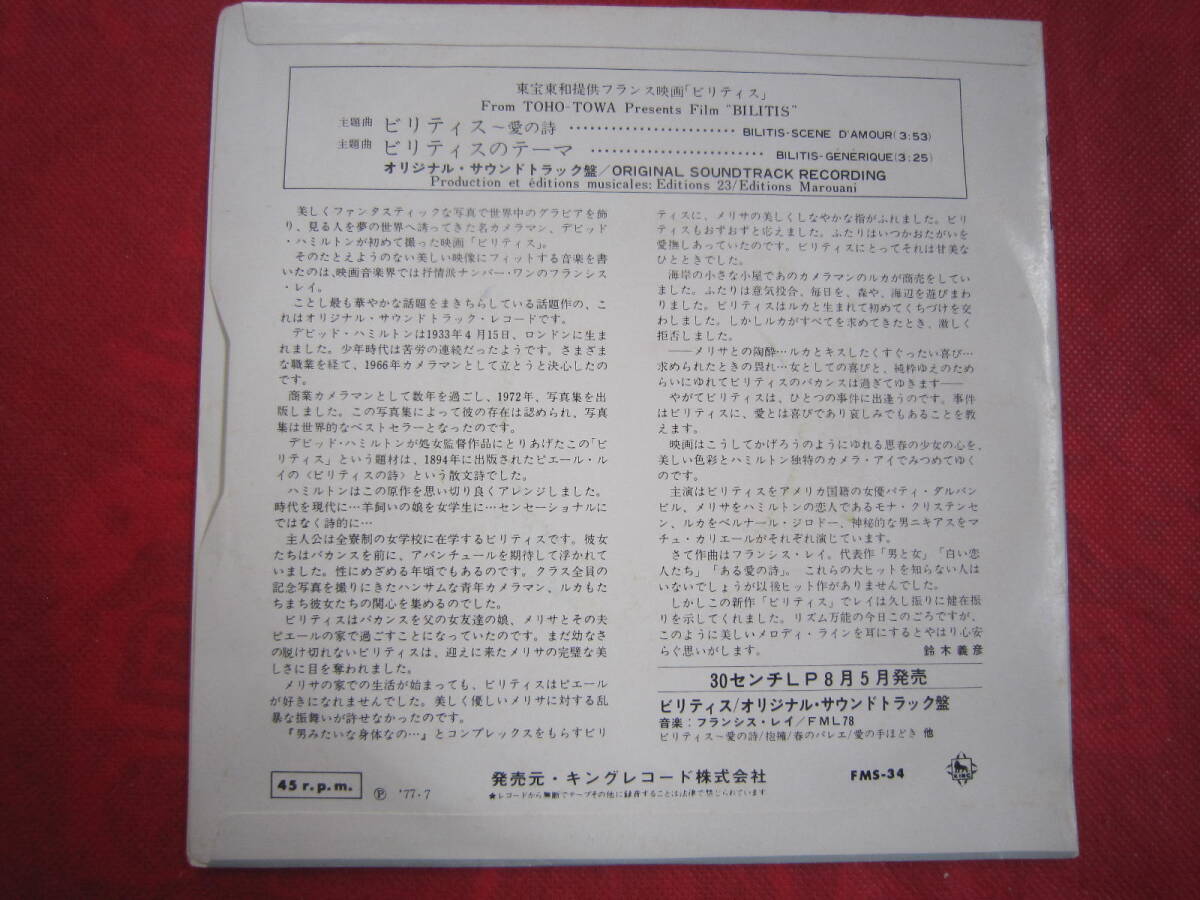 東宝東和提供フランス映画「ビリティス」
From TOHO-TOWA Presents Film "BILITIS"
主題曲 ビリティス〜愛の詩 ························ BILITIS-SCENE D'AMOUR(3:53)
主題曲 ビリティスのテーマ ························· BILITIS-GÉNÉRIQUE(3:25)
オリジナル・サウンドトラック盤/ORIGINAL SOUNDTRACK RECORDING
Production et éditions musicales: Editions 23/Editions Marouani
美しくファンタスティックな写真で世界中のグラビアを飾
り、見る人を夢の世界へ誘ってきた名カメラマン、デビッド
・ハミルトンが初めて撮った映画「ビリティス」。
そのたとえようのない美しい映像にフィットする音楽を書
いたのは、映画音楽界では抒情派ナンバー・ワンのフランシス
・レイ。
ことし最も華やかな話題をまきちらしている話題作の、こ
れはオリジナル・サウンドトラック・レコードです。
デビッド・ハミルトンは1933年4月15日、ロンドンに生ま
れました。少年時代は苦労の連続だったようです。さまざま
な職業を経て、1966年カメラマンとして立とうと決心したの
です。
商業カメラマンとして数年を過ごし、1972年、写真集を出
版しました。この写真集によって彼の存在は認められ、写真
集は世界的なベストセラーとなったのです。
デビッド・ハミルトンが処女監督作品にとりあげたこの「ビ
リティス」という題材は、1894年に出版されたピエール・ル
イの〈ビリティスの詩〉という散文詩でした。
ハミルトンはこの原作を思い切り良くアレンジしました。
時代を現代に…羊飼いの娘を女学生に…センセーショナルに
ではなく詩的に…
主人公は全寮制の女学校に在学するビリティスです。彼女
たちはバカンスを前に、アバンチュールを期待して浮かれて
いました。性にめざめる年頃でもあるのです。クラス全員の
記念写真を撮りにきたハンサムな青年カメラマン、ルカもた
ちまち彼女たちの関心を集めるのでした。
ビリティスはバカンスを父の女友達の娘、メリサとその夫
ピエールの家で過ごすことになっていたのです。まだ幼なさ
の脱け切れないビリティスは、迎えに来たメリサの完璧な美
しさに目を奪われました。
メリサの家での生活が始まっても、ビリティスはピエール
が好きになれませんでした。美しく優しいメリサに対する乱
暴な振舞いが許せなかったのです。
『男みたいな身体なの…』とコンプレックスをもらすビリ
ティスに、メリサの美しくしなやかな指がふれました。ビリ
ティスもおずおずと応えました。ふたりはいつかおたがいを
愛撫しあっていたのです。ビリティスにとってそれは甘美な
ひとときでした。
海岸の小さな小屋であのカメラマンのルカが商売をしてい
ました。ふたりは意気投合、毎日を、森や、海辺を遊びまわ
りました。ビリティスはルカと生まれて初めてくちづけを交
わしました。しかしルカがすべてを求めてきたとき、激しく
拒否しました。
――メリサとの陶酔…ルカとキスしたくすぐったい喜び…
求められたときの畏れ…女としての喜びと、純粋ゆえのため
らいにゆれてビリティスのバカンスは過ぎてゆきます――
やがてビリティスは、ひとつの事件に出逢うのです。事件
はビリティスに、愛とは喜びであり哀しみでもあることを教
えます。
映画はこうしてかげろうのようにゆれる思春の少女の心を、
美しい色彩とハミルトン独特のカメラ・アイでみつめてゆく
のです。
主演はビリティスをアメリカ国籍の女優パティ・ダルバン
ビル、メリサをハミルトンの恋人であるモナ・クリステンセ
ン、ルカをベルナール・ジロドー、神秘的な男ニキアスをマ
チュ・カリエールがそれぞれ演じています。
さて作曲はフランシス・レイ。代表作「男と女」「白い恋
人たち」「ある愛の詩」。これらの大ヒットを知らない人は
いないでしょうが以後ヒット作がありませんでした。
しかしこの新作「ビリティス」でレイは久し振りに健在振
りを示してくれました。リズム万能の今日このごろですが、
このように美しいメロディ・ラインを耳にするとやはり心安
らぐ思いがします。 鈴木義彦
30センチLP8月5月発売
ビリティス/オリジナル・サウンドトラック盤
音楽:フランシス・レイ/FML78
ビリティス〜愛の詩/抱擁/春のバレエ/愛の手ほどき 他
45 r.p.m.
Ⓟ '77・7
発売元・キングレコード株式会社
★レコードから無断でテープその他に録音することは法律で禁じられています
FMS-34
KING